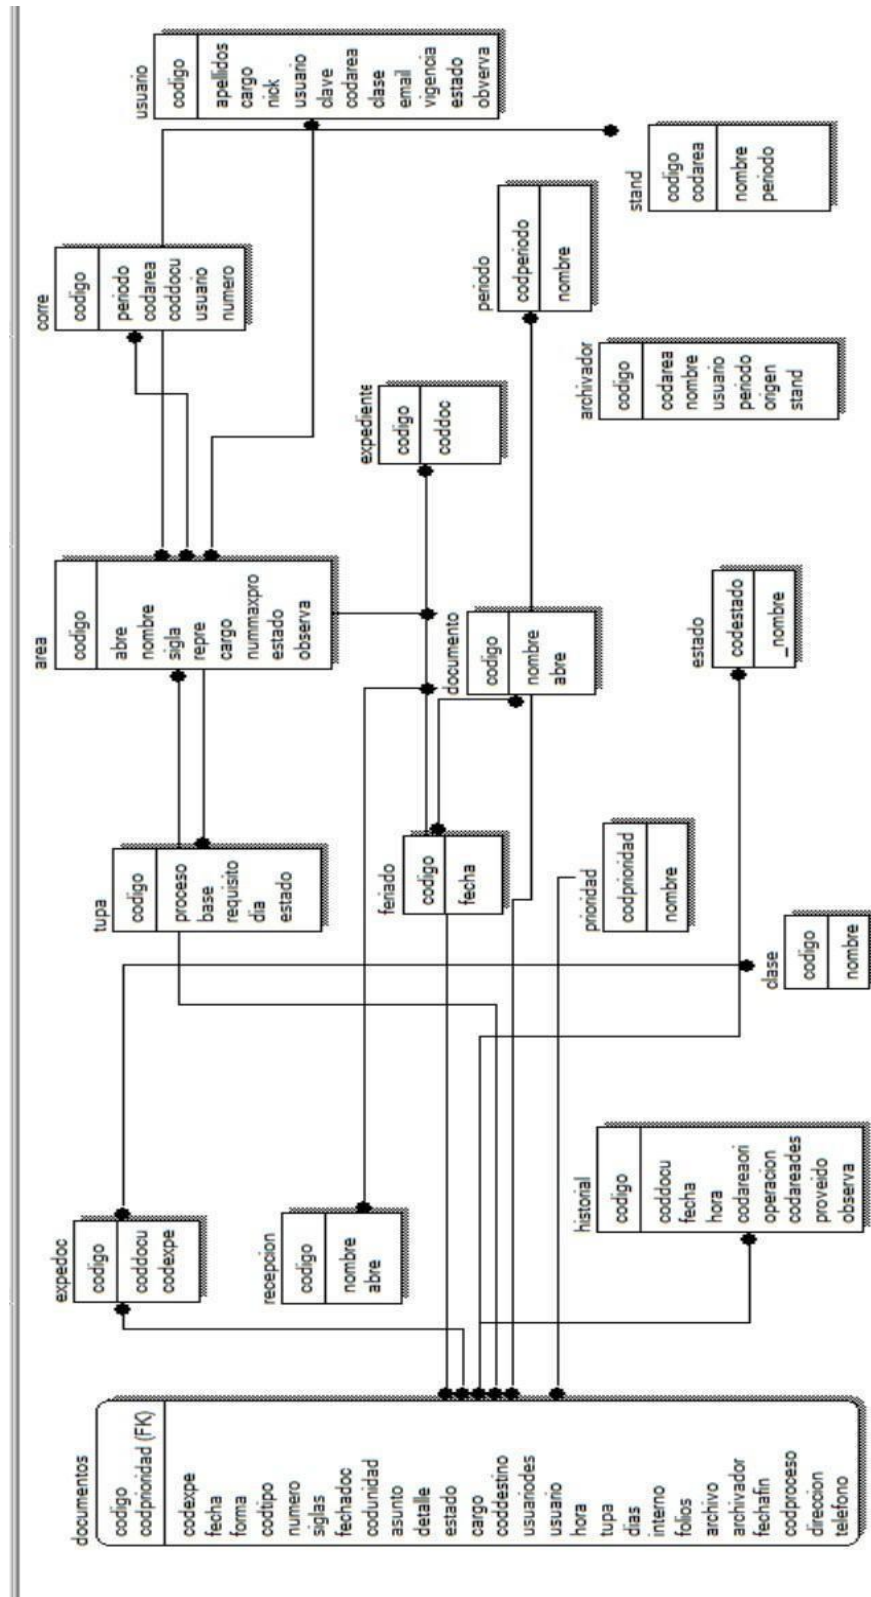 documentos
codigo
codprioridad (FK)
codexpe
fecha
forma
codtipo
numero
siglas
fechadoc
codunidad
asunto
detalle
estado
cargo
coddestino
usuariodes
usuario
hora
tupa
dias
interno
folios
archivo
archivador
fechafin
codproceso
direccion
telefono
expedoc
codigo
coddocu
codexpe
recepcion
codigo
nombre
abre
historial
codigo
coddocu
fecha
hora
codareaori
operacion
codareades
proveido
observa
tupa
codigo
proceso
base
requisito
dia
estado
feriado
codigo
fecha
prioridad
codprioridad
nombre
clase
codigo
nombre
area
codigo
abre
nombre
sigla
repre
cargo
nummaxpro
estado
observa
documento
codigo
nombre
abre
estado
codestado
_nombre
expediente
codigo
coddoc
corre
codigo
periodo
codarea
coddocu
usuario
numero
periodo
codperiodo
nombre
archivador
codigo
codarea
nombre
usuario
periodo
origen
stand
usuario
codigo
apellidos
cargo
nick
usuario
clave
codarea
clase
email
vigencia
estado
obverva
stand
codigo
codarea
nombre
periodo